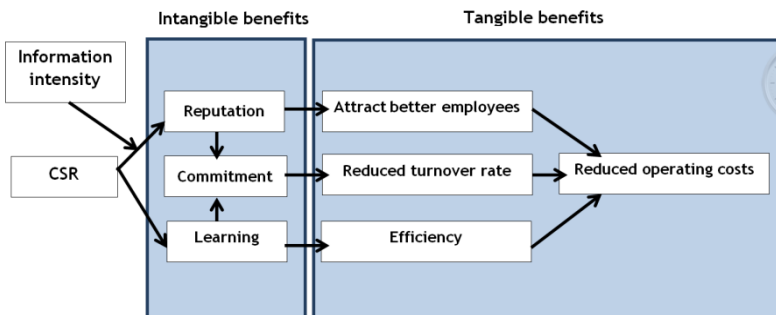 Intangible benefits
Tangible benefits
Information
intensity
Reputation
Attract better employees
CSR
Commitment
Reduced turnover rate
Reduced operating costs
Learning
Efficiency